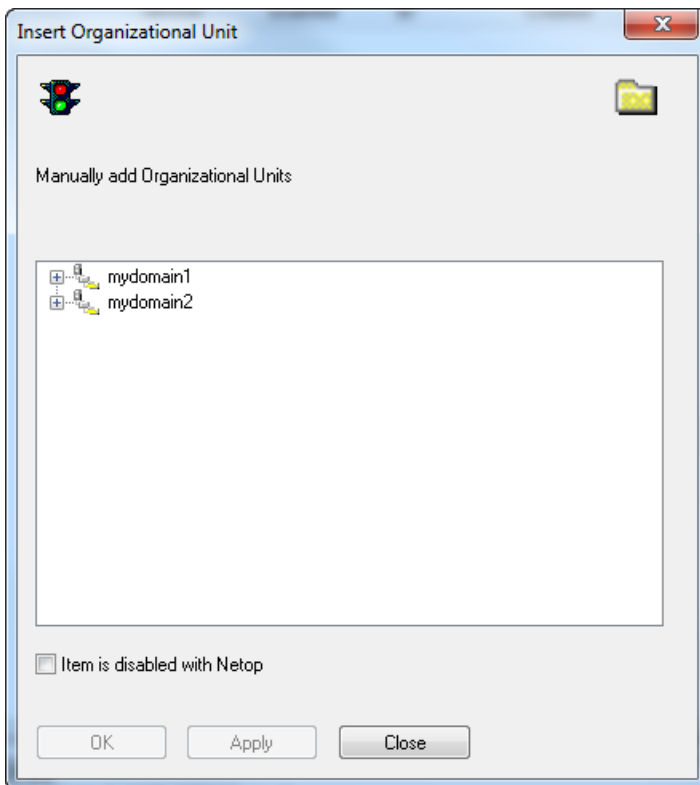 Insert Organizational Unit
Manually add Organizational Units
mydomain1
mydomain2
Item is disabled with Netop
OK Apply Close